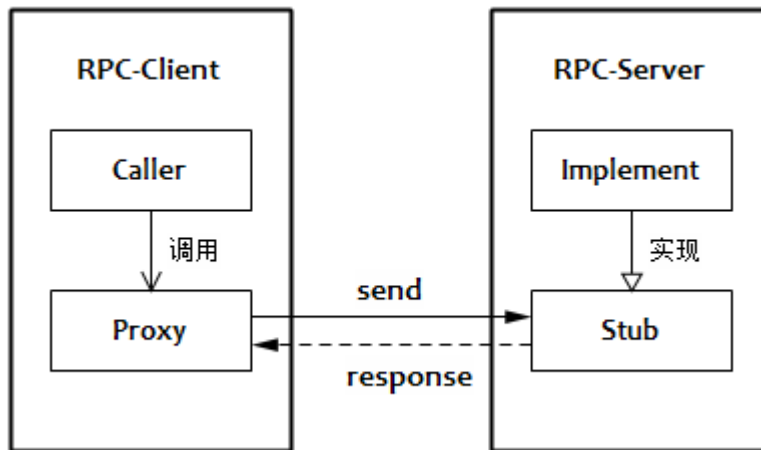 RPC-Client
RPC-Server
Caller
Implement
调用
实现
send
Proxy
Stub
response